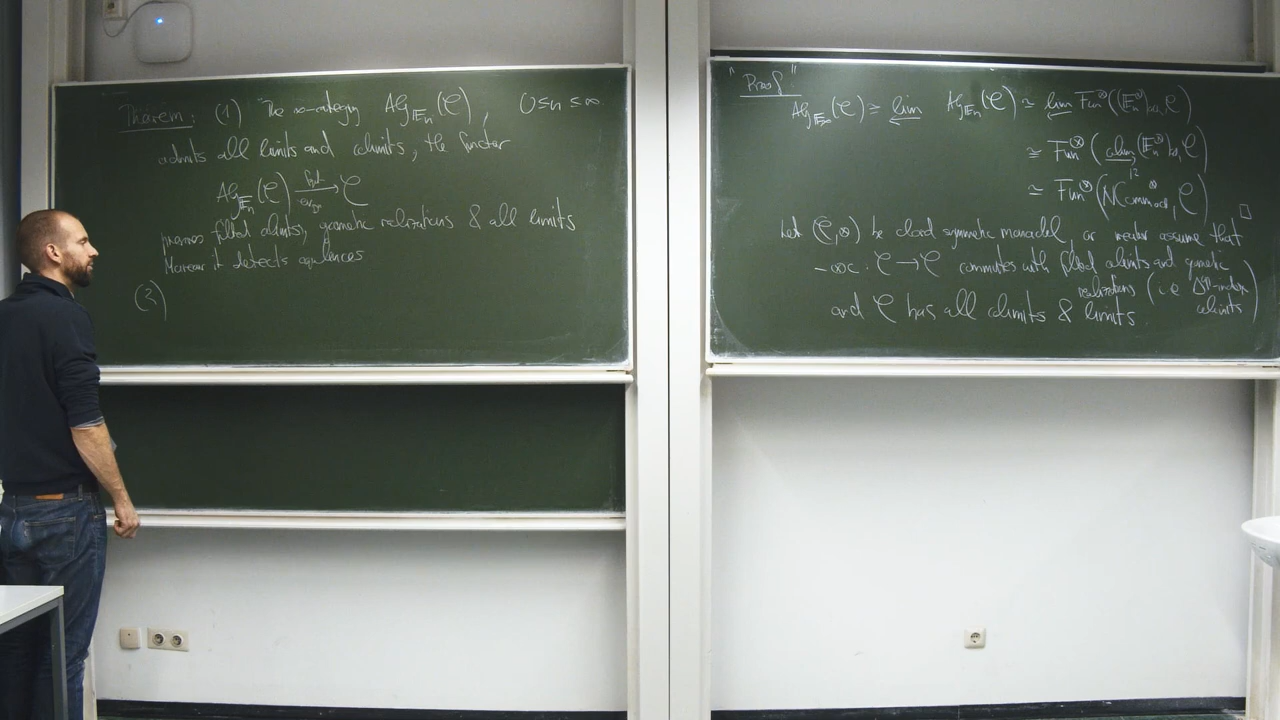 Theorem: (1) The ∞-category Alg_{𝔼_n}(𝒞), 0≤n≤∞
admits all limits and colimits, the functor
Alg_{𝔼_n}(𝒞) → 𝒞
preserves filtered colimits, geometric realizations & all limits
Moreover it detects equivalences
(2)
"Proof"
Alg_{𝔼_∞}(𝒞) ≃ lim Alg_{𝔼_n}(𝒞) ≃ lim Fun^⊗((𝔼_n^⊗), 𝒞)
≅ Fun^⊗(colim (𝔼_n^⊗), 𝒞)
≅ Fun^⊗(NComm^⊗, 𝒞) □
Let (𝒞,⊗) be closed symmetric monoidal or weaker assume that
-⊗c : 𝒞 → 𝒞 commutes with filtered colimits and geometric
realizations (i.e. Δ^op-index colimits)
and 𝒞 has all colimits & limits